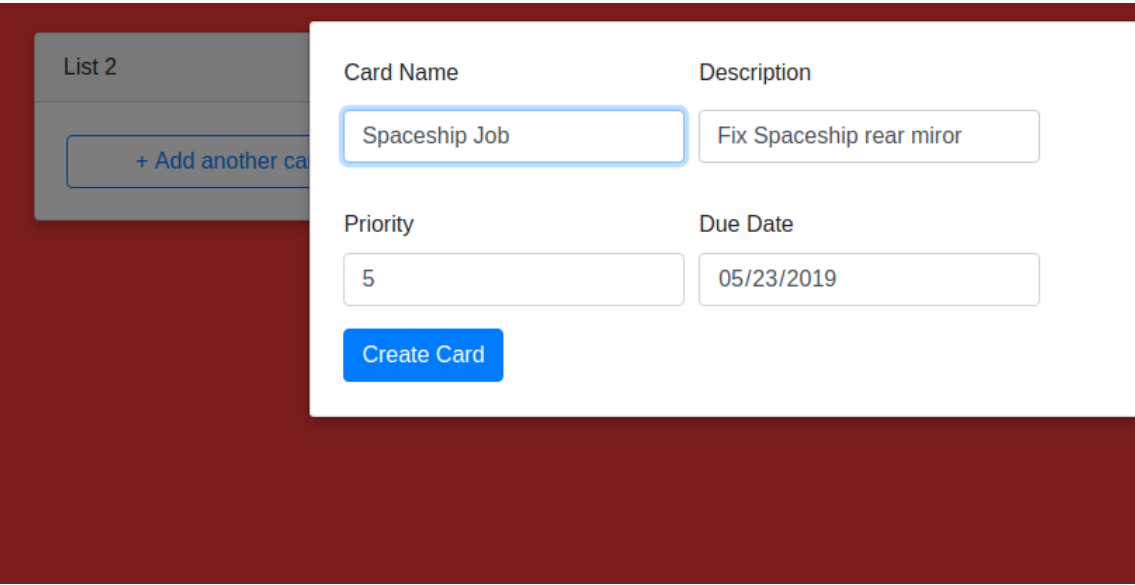 List 2
+ Add another ca
Card Name
Description
Spaceship Job
Fix Spaceship rear miror
Priority
Due Date
5
05/23/2019
Create Card